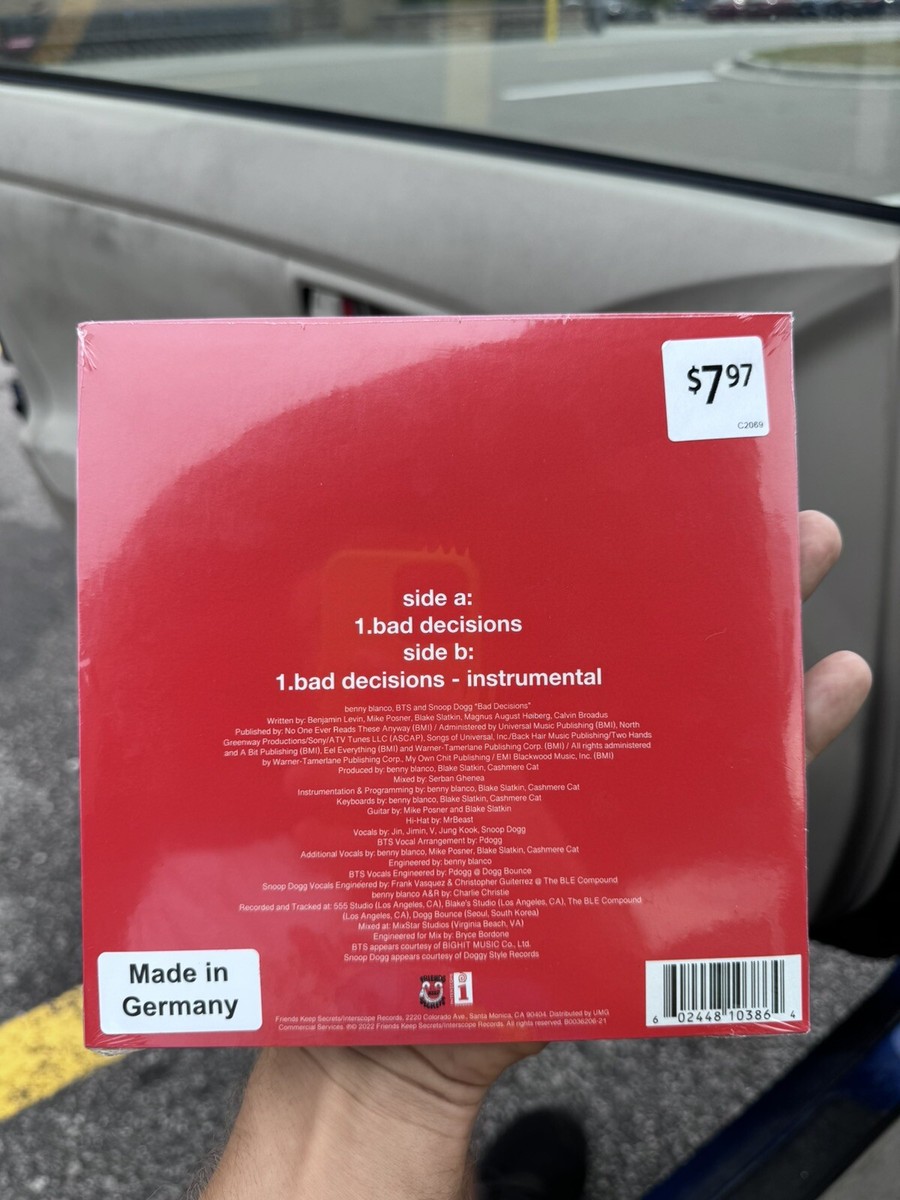 $7.97
C2069
side a:
1.bad decisions
side b:
1.bad decisions - instrumental
benny blanco, BTS and Snoop Dogg "Bad Decisions"
Written by: Benjamin Levin, Mike Posner, Blake Slatkin, Magnus August Høiberg, Calvin Broadus
Published by: No One Ever Reads These Anyway (BMI) / Administered by Universal Music Publishing (BMI), North
Greenway Productions/Sony/ATV Tunes LLC (ASCAP), Songs of Universal, Inc./Back Hair Music Publishing/Two Hands
and A Bit Publishing (BMI), Eel Everything (BMI) and Warner-Tamerlane Publishing Corp. (BMI) / All rights administered
by Warner-Tamerlane Publishing Corp., My Own Chit Publishing / EMI Blackwood Music, Inc. (BMI)
Produced by: benny blanco, Blake Slatkin, Cashmere Cat
Mixed by: Serban Ghenea
Instrumentation & Programming by: benny blanco, Blake Slatkin, Cashmere Cat
Keyboards by: benny blanco, Blake Slatkin, Cashmere Cat
Guitar by: Mike Posner and Blake Slatkin
Hi-Hat by: MrBeast
Vocals by: Jin, Jimin, V, Jung Kook, Snoop Dogg
BTS Vocal Arrangement by: Pdogg
Additional Vocals by: benny blanco, Mike Posner, Blake Slatkin, Cashmere Cat
Engineered by: benny blanco
BTS Vocals Engineered by: Pdogg @ Dogg Bounce
Snoop Dogg Vocals Engineered by: Frank Vasquez & Christopher Guiterrez @ The BLE Compound
benny blanco A&R by: Charlie Christie
Recorded and Tracked at: 555 Studio (Los Angeles, CA), Blake's Studio (Los Angeles, CA), The BLE Compound
(Los Angeles, CA), Dogg Bounce (Seoul, South Korea)
Mixed at: MixStar Studios (Virginia Beach, VA)
Engineered for Mix by: Bryce Bordone
BTS appears courtesy of BIGHIT MUSIC Co., Ltd.
Snoop Dogg appears courtesy of Doggy Style Records
Made in
Germany
i
Friends Keep Secrets/Interscope Records, 2220 Colorado Ave., Santa Monica, CA 90404. Distributed by UMG
Commercial Services. ℗© 2022 Friends Keep Secrets/Interscope Records. All rights reserved. B0036206-21
6 02448 10386 4